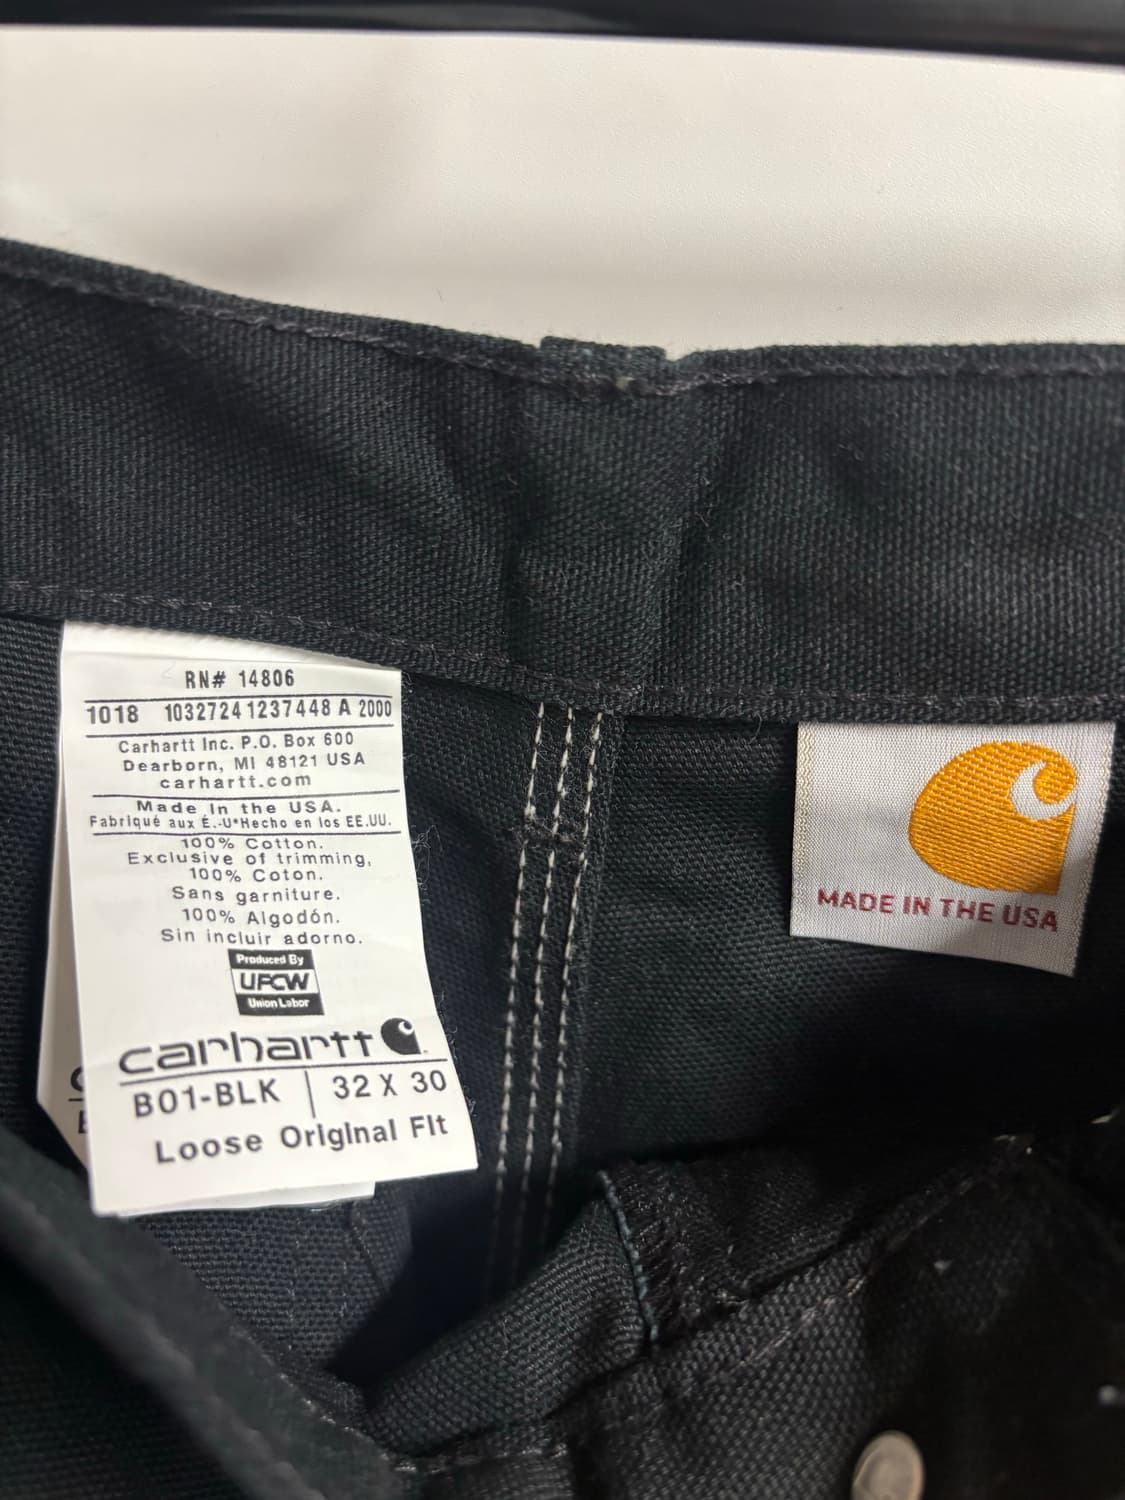 RN# 14806
1018 10327241237448 A 2000
Carhartt Inc. P.O. Box 600
Dearborn, MI 48121 USA
carhartt.com
Made In the USA.
Fabriqué aux É.-U*Hecho en los EE.UU.
100% Cotton.
Exclusive of trimming,
100% Coton.
Sans garniture.
100% Algodón.
Sin incluir adorno.
Produced By
UFCW
Union Labor
carhartt
B01-BLK | 32 X 30
Loose Original Fit
MADE IN THE USA